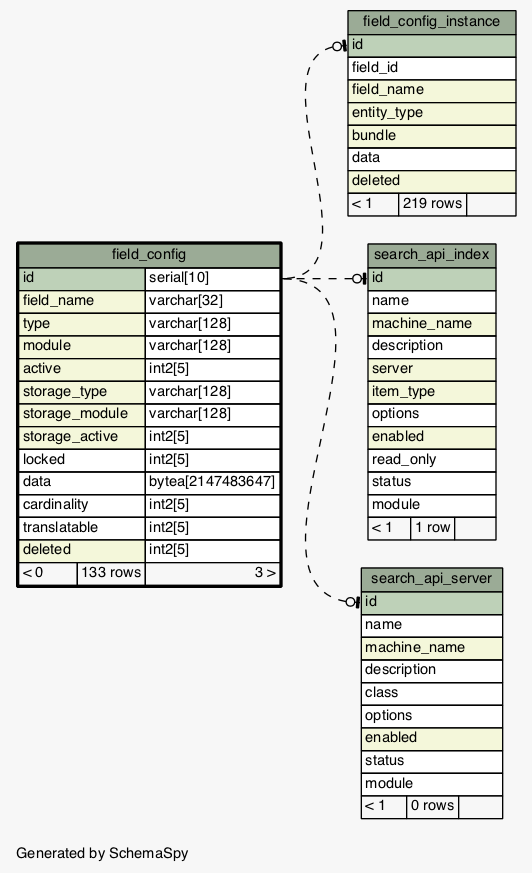 field_config_instance
id
field_id
field_name
entity_type
bundle
data
deleted
< 1 219 rows
field_config
id serial[10]
field_name varchar[32]
type varchar[128]
module varchar[128]
active int2[5]
storage_type varchar[128]
storage_module varchar[128]
storage_active int2[5]
locked int2[5]
data bytea[2147483647]
cardinality int2[5]
translatable int2[5]
deleted int2[5]
< 0 133 rows 3 >
search_api_index
id
name
machine_name
description
server
item_type
options
enabled
read_only
status
module
< 1 1 row
search_api_server
id
name
machine_name
description
class
options
enabled
status
module
< 1 0 rows
Generated by SchemaSpy